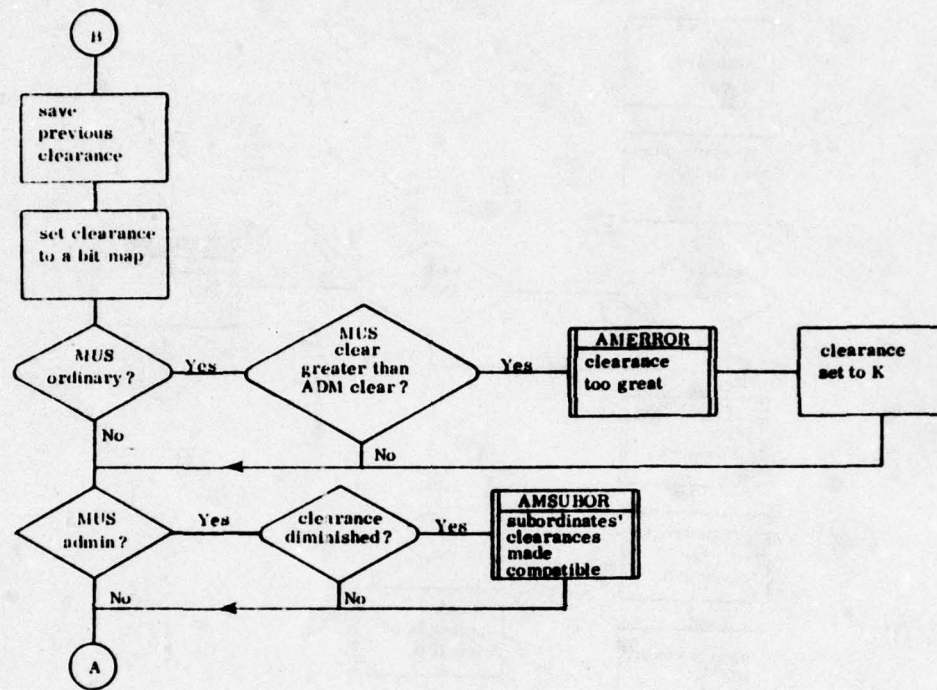 B
save
previous
clearance
set clearance
to a bit map
MUS
ordinary?
Yes
MUS
clear
greater than
ADM clear?
Yes
AMERROR
clearance
too great
clearance
set to K
No
No
MUS
admin?
Yes
clearance
diminished?
Yes
AMSUBOR
subordinates'
clearances
made
compatible
No
No
A